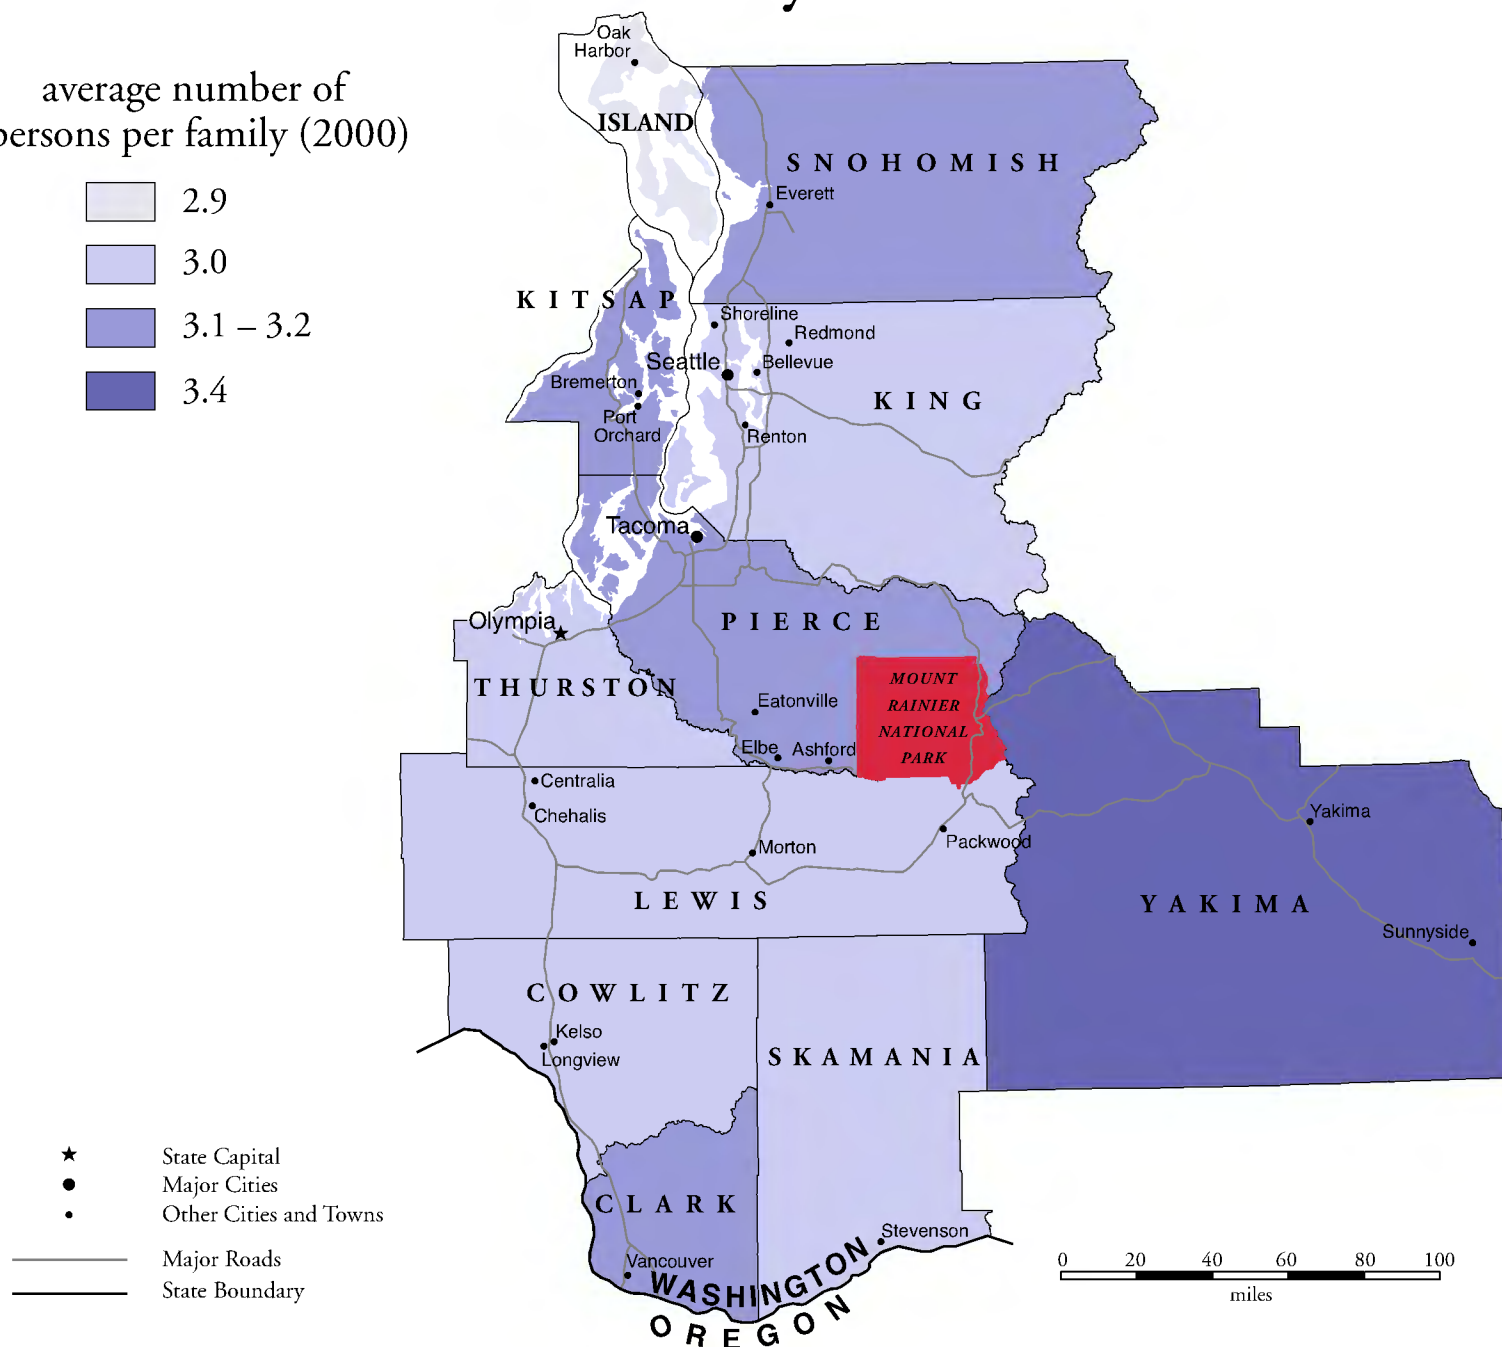 average number of
persons per family (2000)
2.9
3.0
3.1 – 3.2
3.4
Oak
Harbor
ISLAND
SNOHOMISH
Everett
KITSAP
Shoreline
Redmond
Seattle
Bellevue
Bremerton
KING
Port
Orchard
Renton
Tacoma
Olympia
PIERCE
THURSTON
MOUNT
RAINIER
NATIONAL
PARK
Eatonville
Elbe
Ashford
Centralia
Chehalis
Morton
Packwood
Yakima
LEWIS
YAKIMA
Sunnyside
COWLITZ
Kelso
Longview
SKAMANIA
CLARK
Vancouver
Stevenson
WASHINGTON
OREGON
State Capital
Major Cities
Other Cities and Towns
Major Roads
State Boundary
0 20 40 60 80 100
miles